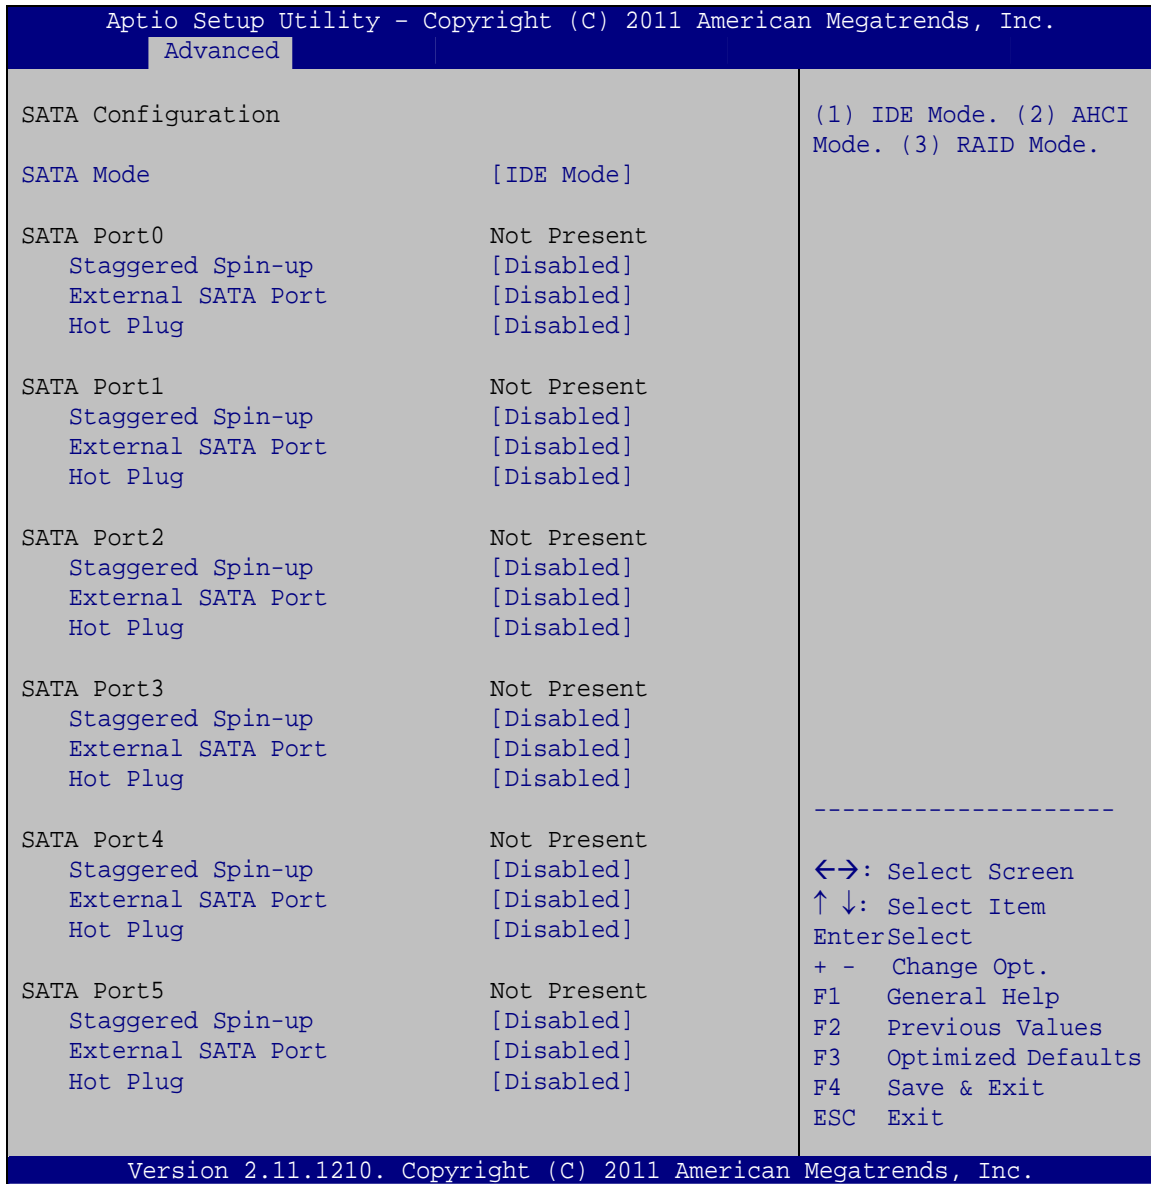 Aptio Setup Utility – Copyright (C) 2011 American Megatrends, Inc.
Advanced
SATA Configuration
SATA Mode [IDE Mode]
SATA Port0 Not Present
Staggered Spin-up [Disabled]
External SATA Port [Disabled]
Hot Plug [Disabled]
SATA Port1 Not Present
Staggered Spin-up [Disabled]
External SATA Port [Disabled]
Hot Plug [Disabled]
SATA Port2 Not Present
Staggered Spin-up [Disabled]
External SATA Port [Disabled]
Hot Plug [Disabled]
SATA Port3 Not Present
Staggered Spin-up [Disabled]
External SATA Port [Disabled]
Hot Plug [Disabled]
SATA Port4 Not Present
Staggered Spin-up [Disabled]
External SATA Port [Disabled]
Hot Plug [Disabled]
SATA Port5 Not Present
Staggered Spin-up [Disabled]
External SATA Port [Disabled]
Hot Plug [Disabled]
(1) IDE Mode. (2) AHCI
Mode. (3) RAID Mode.
---------------------
←→: Select Screen
↑ ↓: Select Item
EnterSelect
+ - Change Opt.
F1 General Help
F2 Previous Values
F3 Optimized Defaults
F4 Save & Exit
ESC Exit
Version 2.11.1210. Copyright (C) 2011 American Megatrends, Inc.